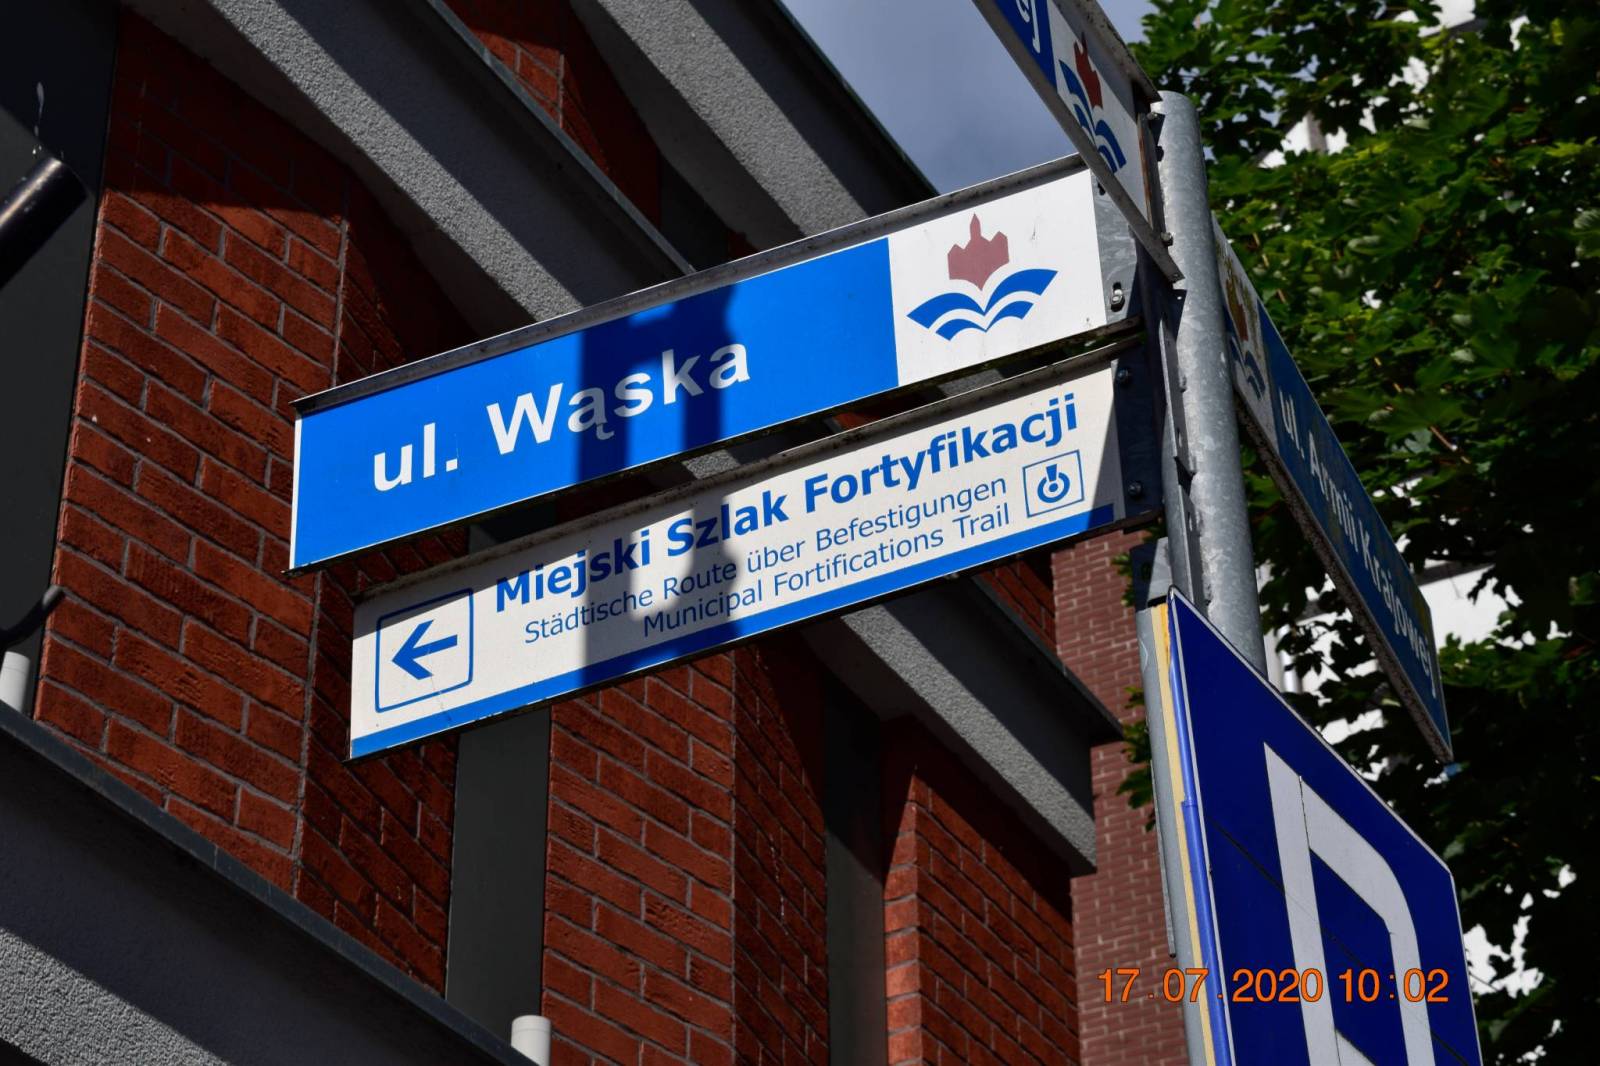 ul. Wąska
Miejski Szlak Fortyfikacji
Städtische Route über Befestigungen
Municipal Fortifications Trail
ul. Armii Krajowej
17.07.2020 10:02